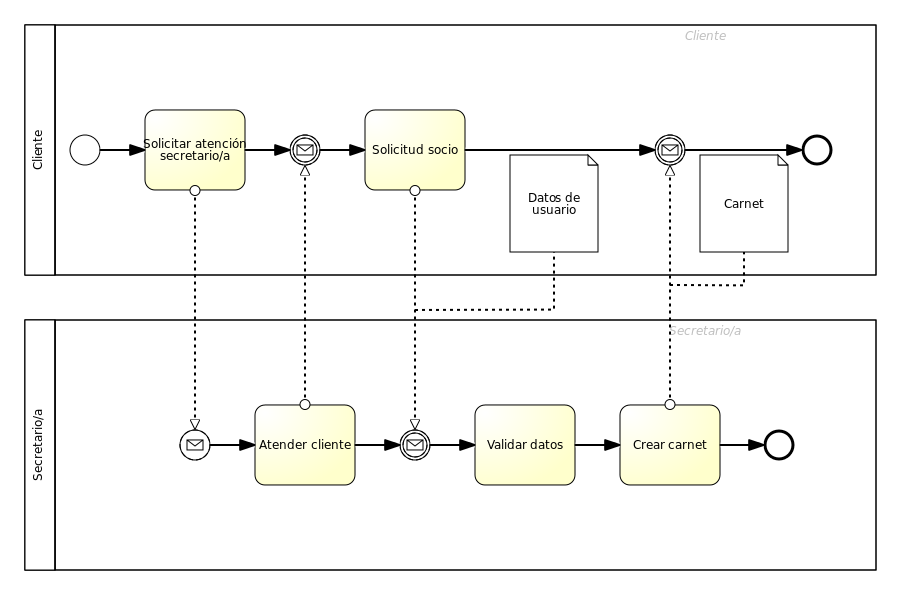 Cliente
Cliente
Solicitar atención
secretario/a
Solicitud socio
Datos de
usuario
Carnet
Secretario/a
Secretario/a
Atender cliente
Validar datos
Crear carnet